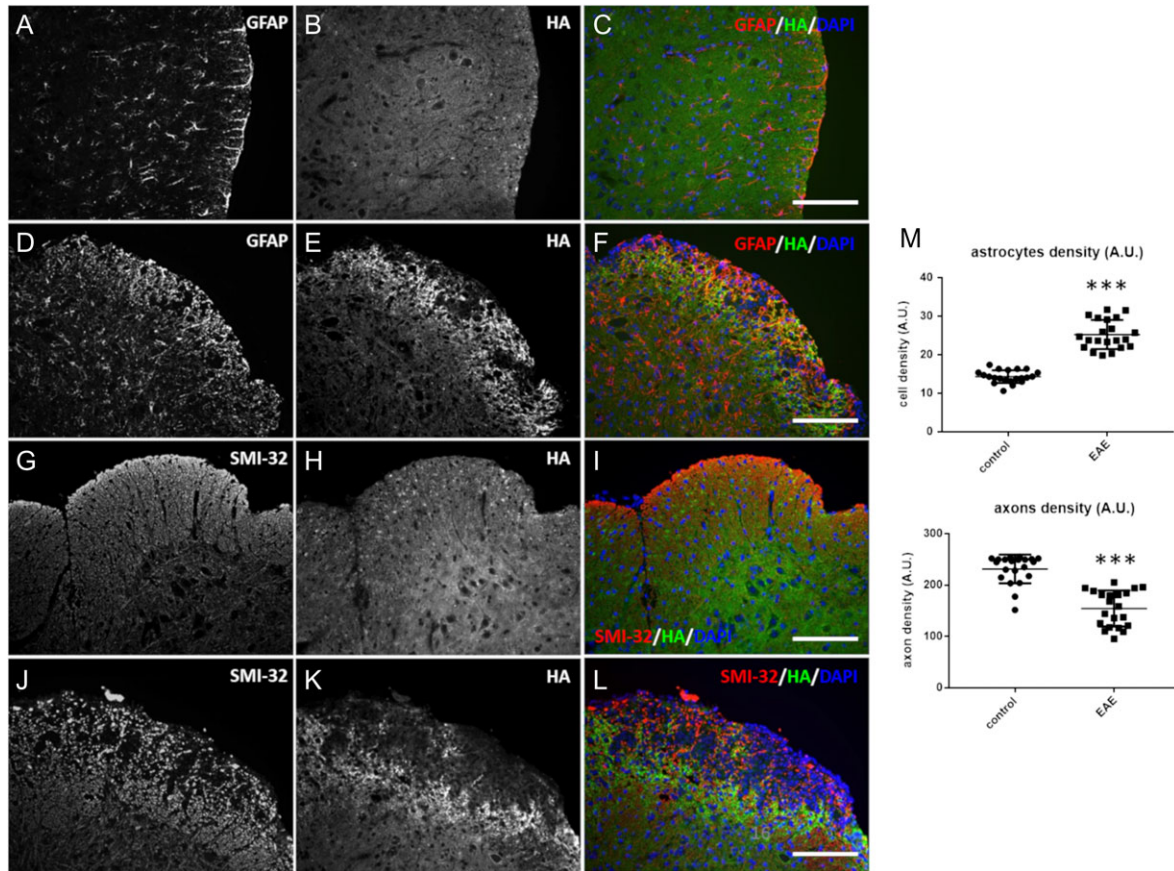 A GFAP B HA C GFAP/HA/DAPI
D GFAP E HA F GFAP/HA/DAPI
G SMI-32 H HA I SMI-32/HA/DAPI
J SMI-32 K HA L SMI-32/HA/DAPI
16
M
astrocytes density (A.U.)
***
cell density (A.U.)
40
30
20
10
0
control EAE
axons density (A.U.)
***
axon density (A.U.)
300
200
100
0
control EAE